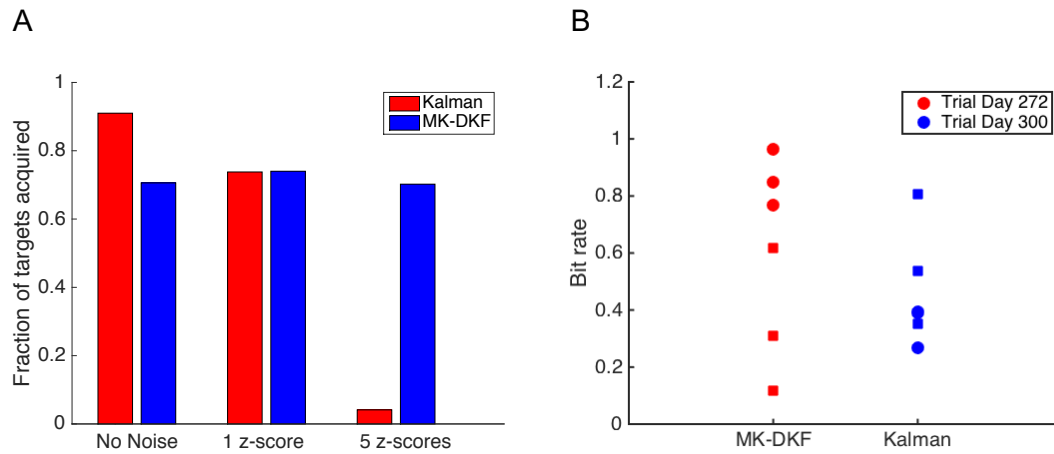 A
Fraction of targets acquired
1
0.8
0.6
0.4
0.2
0
Kalman
MK-DKF
No Noise
1 z-score
5 z-scores
B
Bit rate
1.2
1
0.8
0.6
0.4
0.2
0
Trial Day 272
Trial Day 300
MK-DKF
Kalman